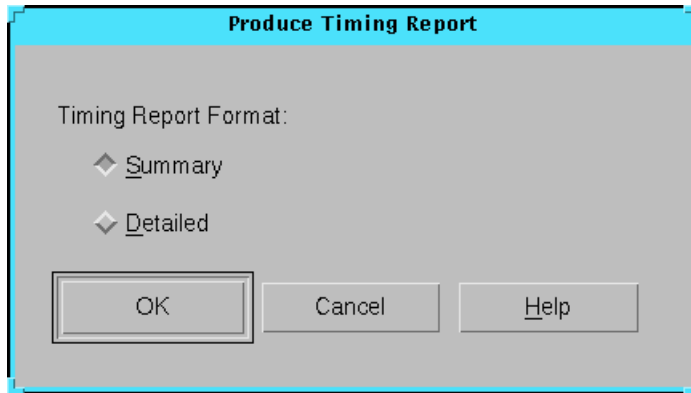 Produce Timing Report
Timing Report Format:
Summary
Detailed
OK Cancel Help